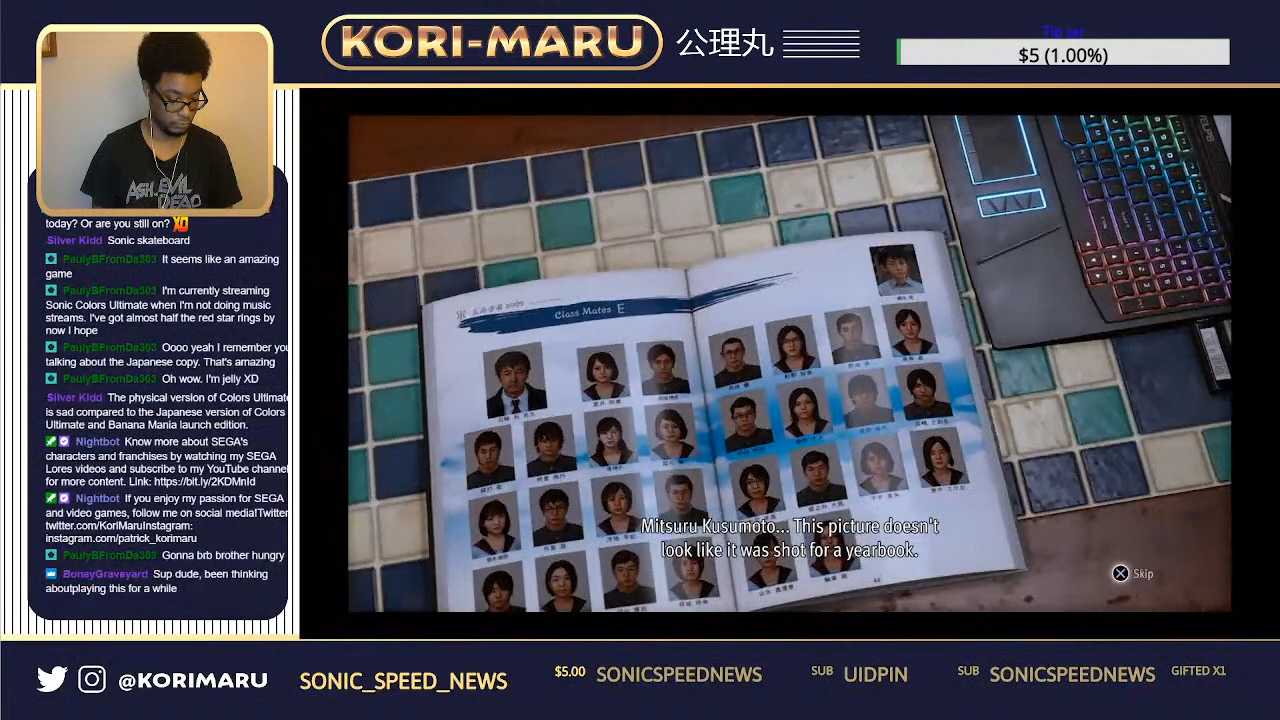 KORI-MARU
公理丸
Tip jar
$5 (1.00%)
ASH EVIL
DEAD
today? Or are you still on? XD
Silver Kidd Sonic skateboard
PaulyBFromDa303 It seems like an amazing
game
PaulyBFromDa303 I'm currently streaming
Sonic Colors Ultimate when I'm not doing music
streams. I've got almost half the red star rings by
now I hope
PaulyBFromDa303 Oooo yeah I remember you
talking about the Japanese copy. That's amazing
PaulyBFromDa303 Oh wow. I'm jelly XD
Silver Kidd The physical version of Colors Ultimate
is sad compared to the Japanese version of Colors
Ultimate and Banana Mania launch edition.
Nightbot Know more about SEGA's
characters and franchises by watching my SEGA
Lores videos and subscribe to my YouTube channel
for more content. Link: https://bit.ly/2KDMnId
Nightbot If you enjoy my passion for SEGA
and video games, follow me on social media!Twitter:
twitter.com/KoriMaruInstagram:
instagram.com/patrick_korimaru
PaulyBFromDa303 Gonna brb brother hungry
BoneyGraveyard Sup dude, been thinking
aboutplaying this for a while
2009
Class Mates E
44
Mitsuru Kusumoto... This picture doesn't
look like it was shot for a yearbook.
Skip
@KORIMARU
SONIC_SPEED_NEWS
$5.00 SONICSPEEDNEWS
SUB UIDPIN
SUB SONICSPEEDNEWS GIFTED X1